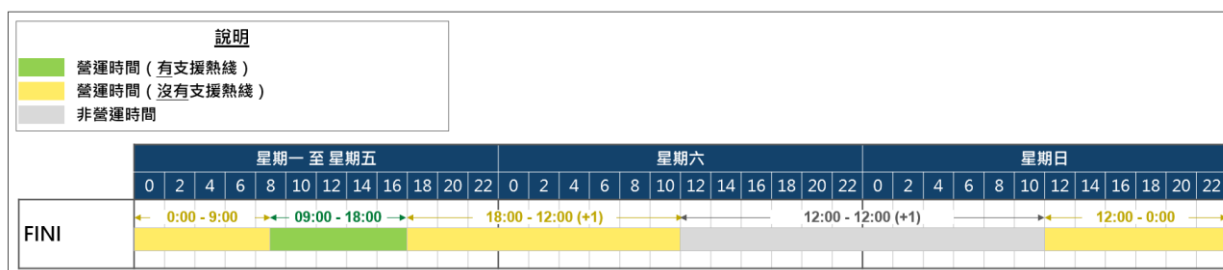 說明
營運時間（有支援熱綫）
營運時間（沒有支援熱綫）
非營運時間
星期一 至 星期五 星期六 星期日
0 2 4 6 8 10 12 14 16 18 20 22 0 2 4 6 8 10 12 14 16 18 20 22 0 2 4 6 8 10 12 14 16 18 20 22
0:00 - 9:00 09:00 - 18:00 18:00 - 12:00 (+1) 12:00 - 12:00 (+1) 12:00 - 0:00
FINI